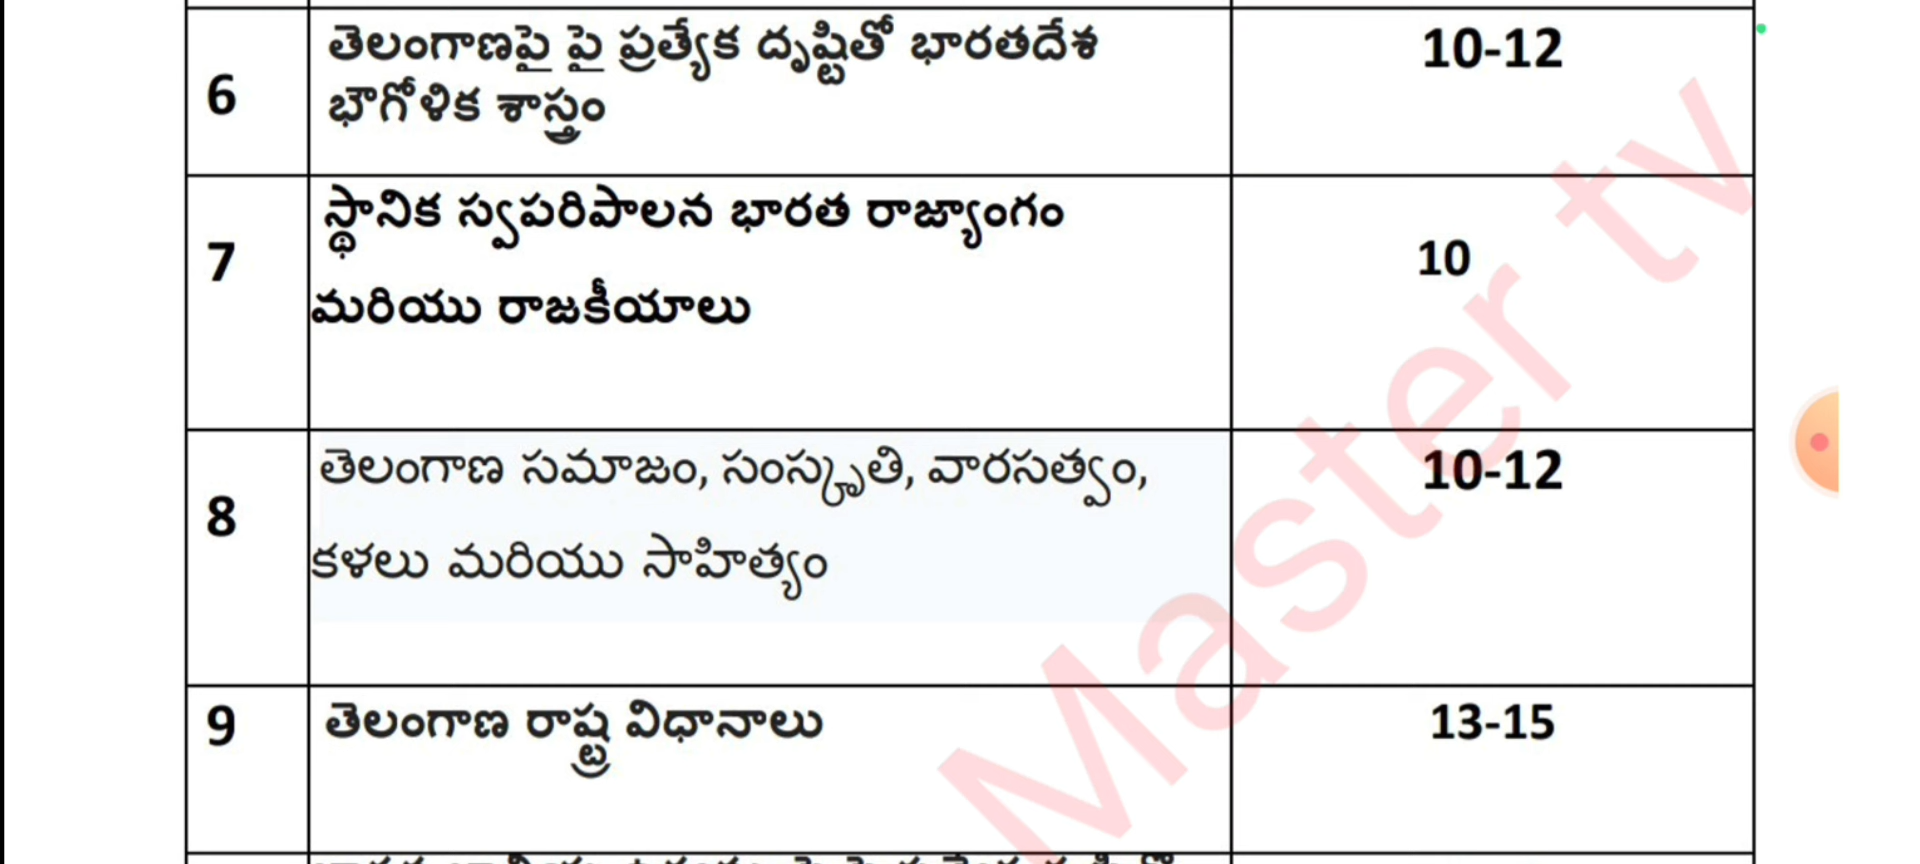 6
తెలంగాణపై పై ప్రత్యేక దృష్టితో భారతదేశ
భౌగోళిక శాస్త్రం
10-12
7
స్థానిక స్వపరిపాలన భారత రాజ్యాంగం
మరియు రాజకీయాలు
10
8
తెలంగాణ సమాజం, సంస్కృతి, వారసత్వం,
కళలు మరియు సాహిత్యం
10-12
9
తెలంగాణ రాష్ట్ర విధానాలు
13-15
Master tv